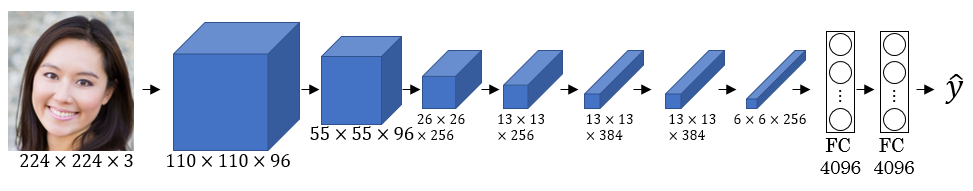 224 × 224 × 3
110 × 110 × 96
55 × 55 × 96
26 × 26
× 256
13 × 13
× 256
13 × 13
× 384
13 × 13
× 384
6 × 6 × 256
FC
4096
FC
4096
ŷ